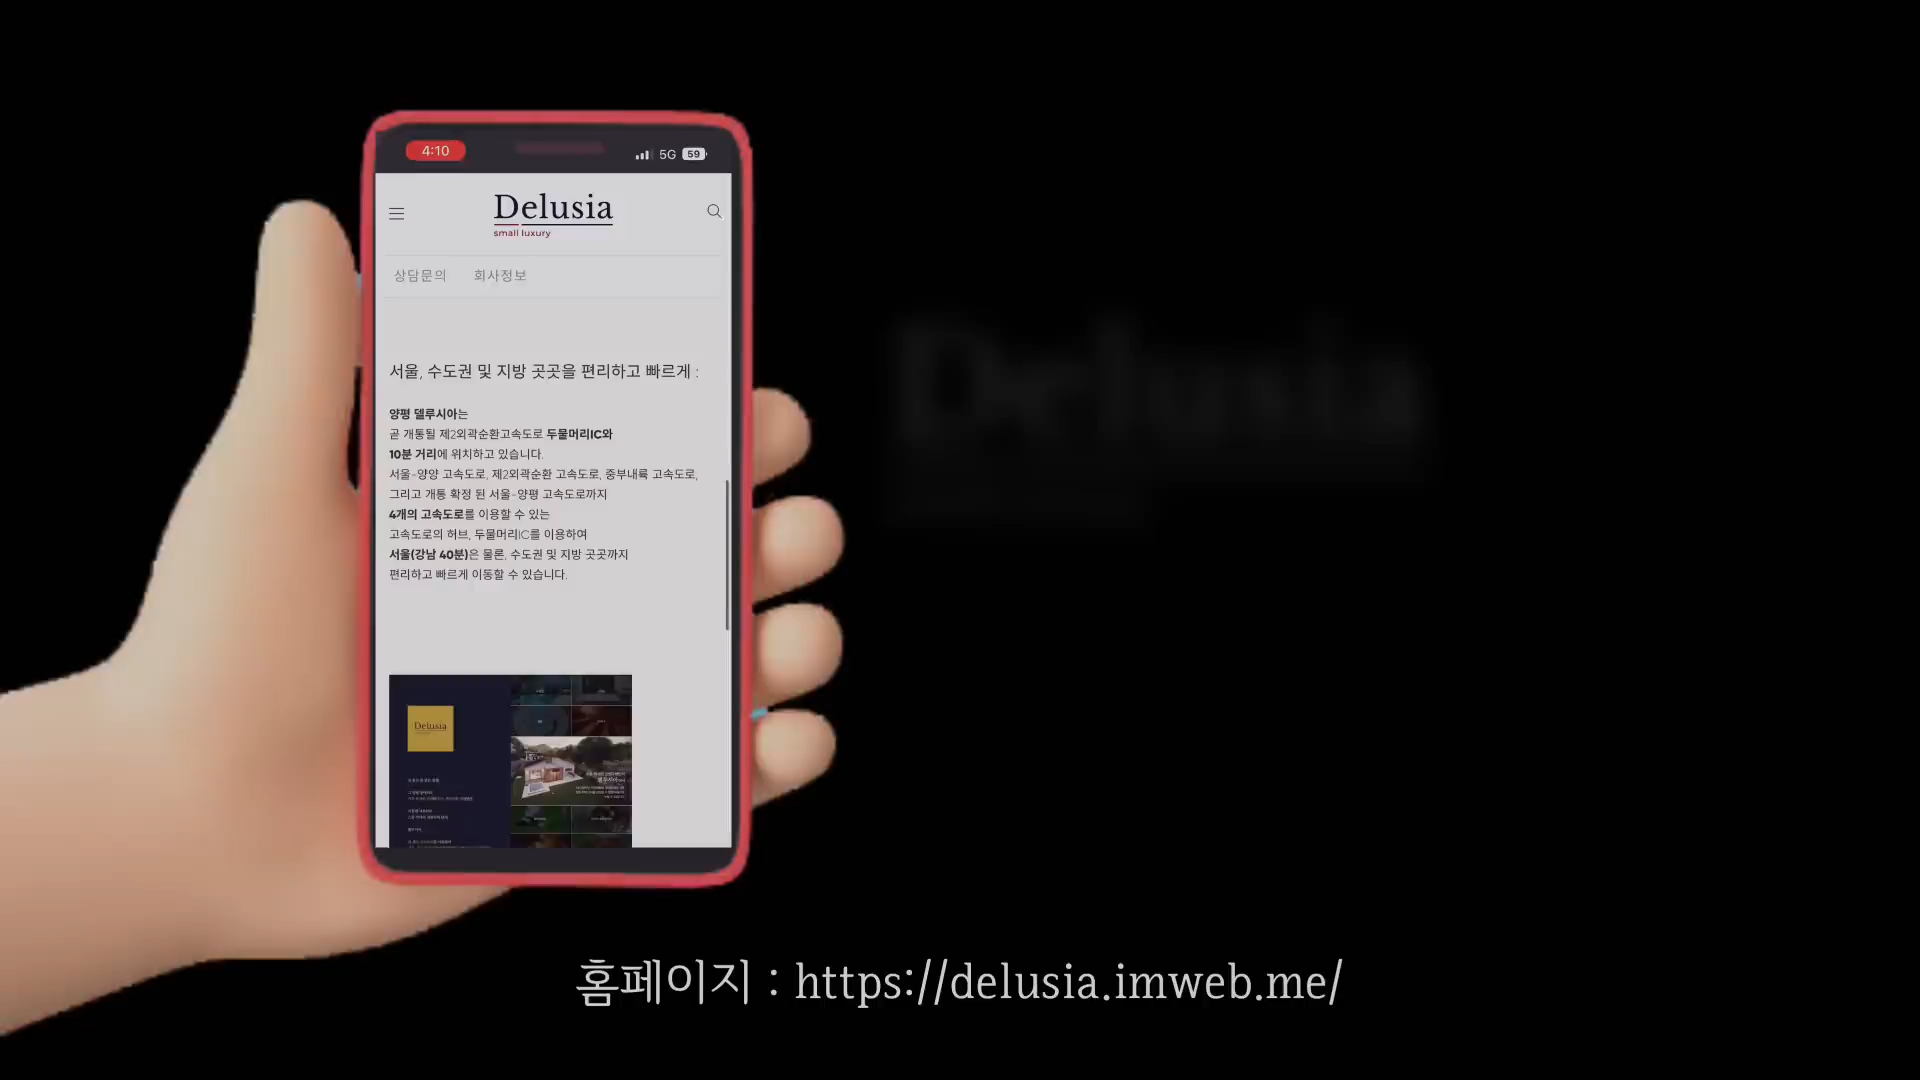 4:10
5G 59
Delusia
small luxury
상담문의 회사정보
서울, 수도권 및 지방 곳곳을 편리하고 빠르게 :
양평 델루시아는
곧 개통될 제2외곽순환고속도로 두물머리IC와
10분 거리에 위치하고 있습니다.
서울-양양 고속도로, 제2외곽순환 고속도로, 중부내륙 고속도로,
그리고 개통 확정 된 서울-양평 고속도로까지
4개의 고속도로를 이용할 수 있는
고속도로의 허브, 두물머리IC를 이용하여
서울(강남 40분)은 물론, 수도권 및 지방 곳곳까지
편리하고 빠르게 이동할 수 있습니다.
Delusia
Delusia
홈페이지 : https://delusia.imweb.me/